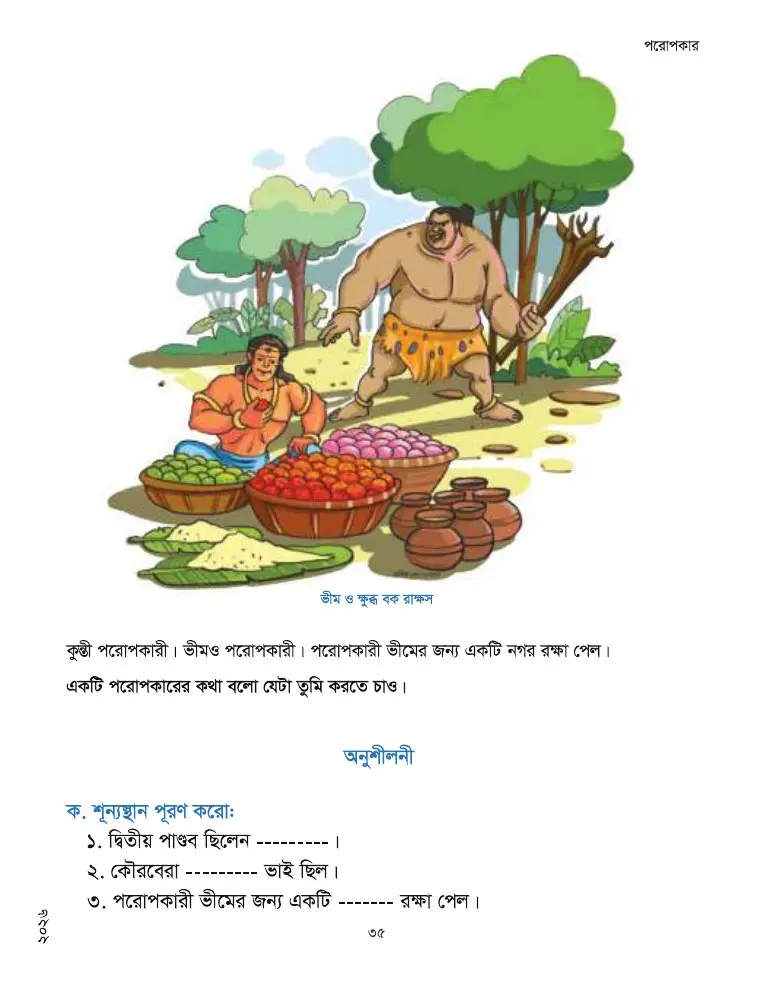 পরোপকার
ভীম ও ক্ষুব্ধ বক রাক্ষস
কুন্তী পরোপকারী। ভীমও পরোপকারী। পরোপকারী ভীমের জন্য একটি নগর রক্ষা পেল।
একটি পরোপকারের কথা বলো যেটা তুমি করতে চাও।
অনুশীলনী
ক. শূন্যস্থান পূরণ করো:
১. দ্বিতীয় পাণ্ডব ছিলেন ---------।
২. কৌরবেরা --------- ভাই ছিল।
৩. পরোপকারী ভীমের জন্য একটি ------- রক্ষা পেল।
২০২৬
৩৫